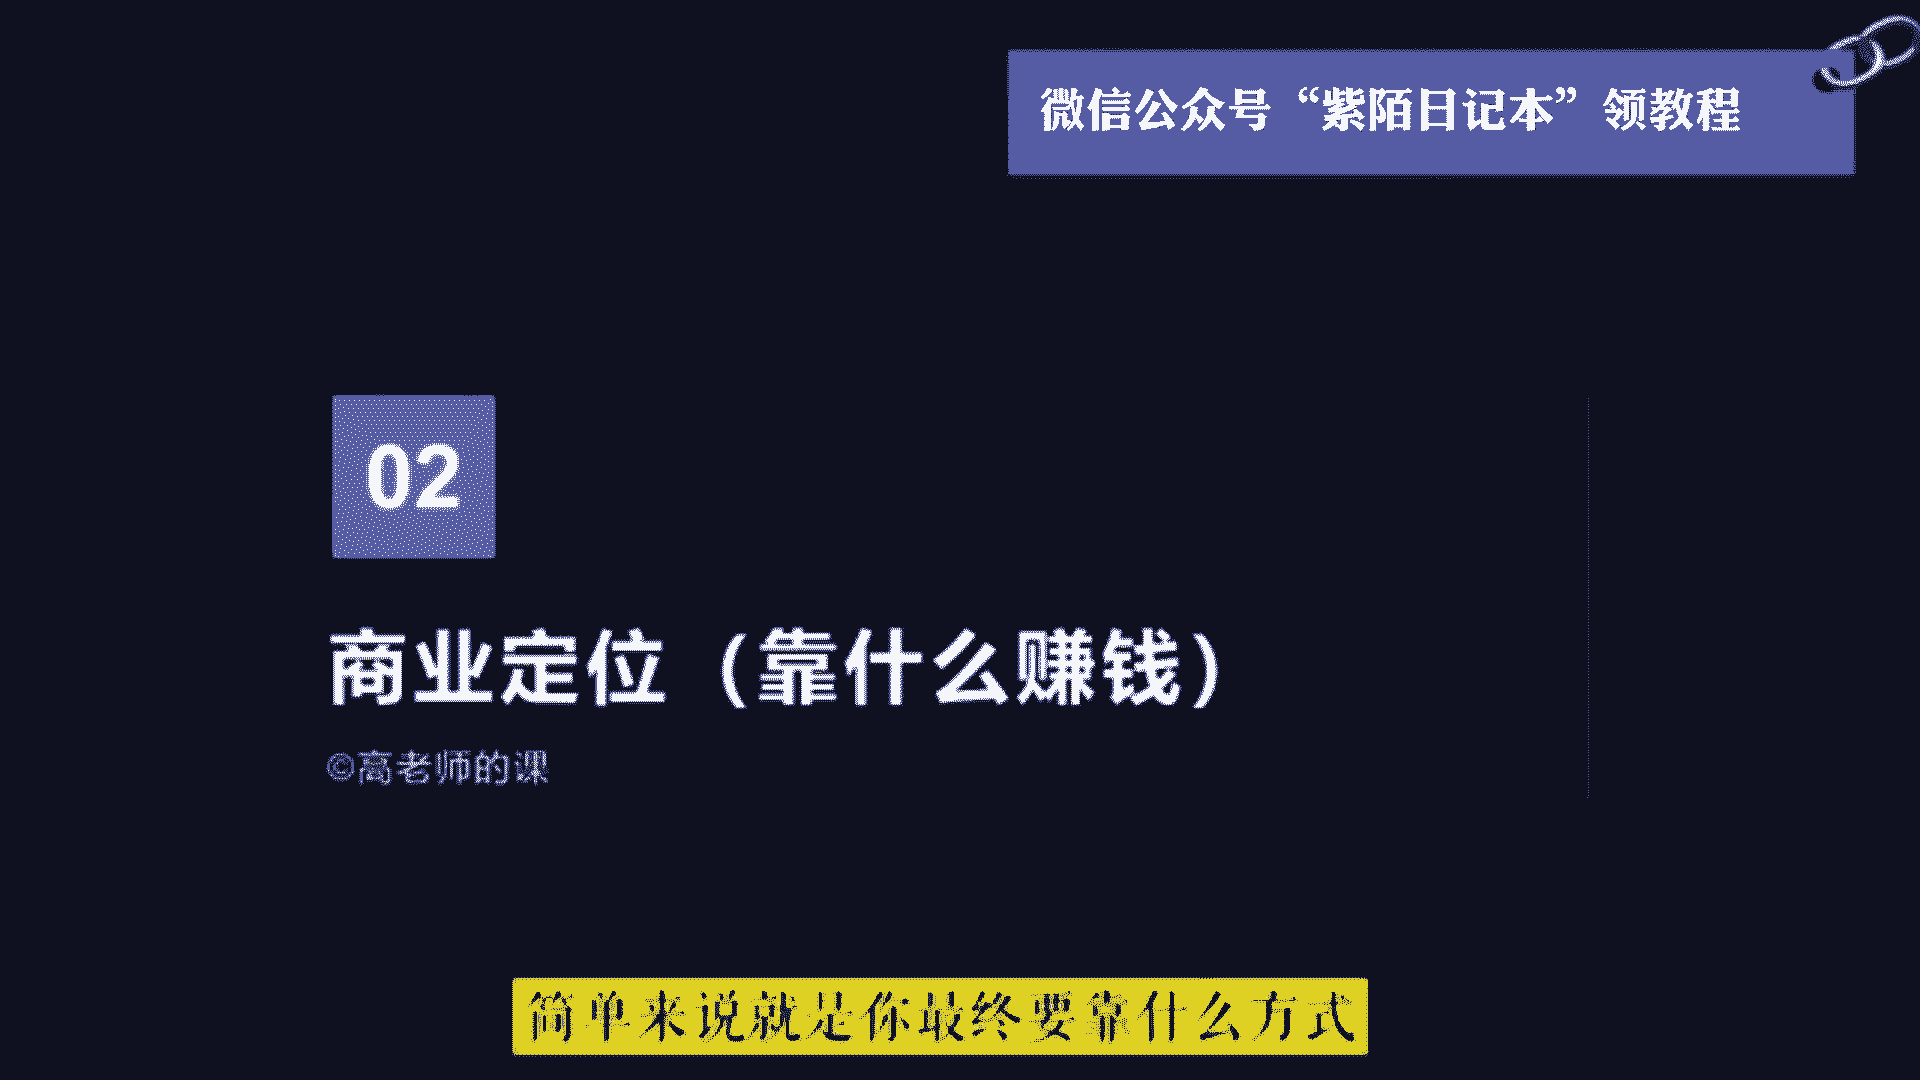 微信公众号“紫陌日记本”领教程
02
商业定位（靠什么赚钱）
©高老师的课
简单来说就是你最终要靠什么方式